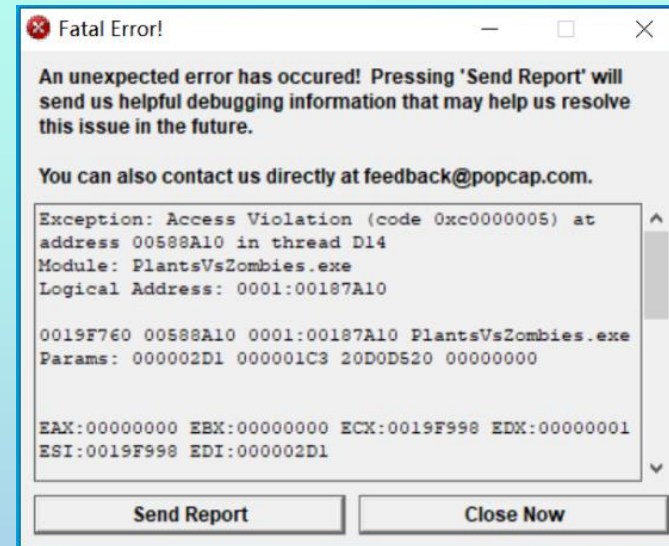 Fatal Error!
An unexpected error has occured! Pressing 'Send Report' will
send us helpful debugging information that may help us resolve
this issue in the future.
You can also contact us directly at feedback@popcap.com.
Exception: Access Violation (code 0xc0000005) at
address 00588A10 in thread D14
Module: PlantsVsZombies.exe
Logical Address: 0001:00187A10
0019F760 00588A10 0001:00187A10 PlantsVsZombies.exe
Params: 000002D1 000001C3 20D0D520 00000000
EAX:00000000 EBX:00000000 ECX:0019F998 EDX:00000001
ESI:0019F998 EDI:000002D1
Send Report
Close Now